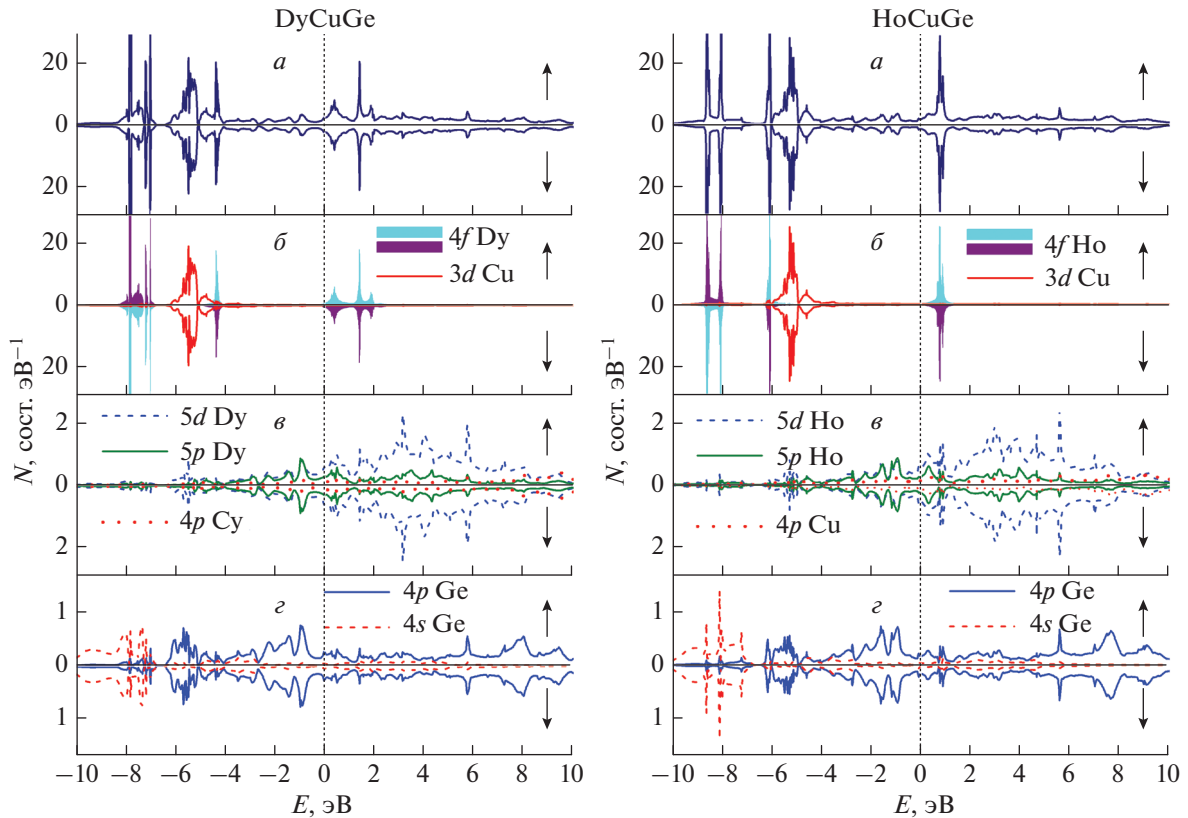 DyCuGe
а
20
0
20
б
4f Dy
3d Cu
20
0
20
5d Dy
в
5p Dy
2
0
4p Cy
2
г
4p Ge
4s Ge
1
0
1
N, сост. эВ−1
−10 −8 −6 −4 −2 0 2 4 6 8 10
E, эВ
HoCuGe
а
20
0
20
б
4f Ho
3d Cu
20
0
20
5d Ho
в
5p Ho
2
0
4p Cu
2
г
4p Ge
4s Ge
1
0
1
N, сост. эВ−1
−10 −8 −6 −4 −2 0 2 4 6 8 10
E, эВ